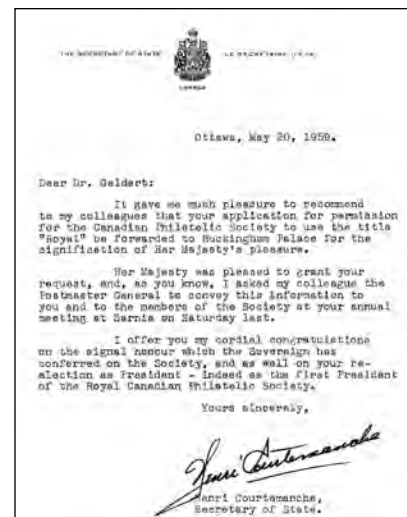 THE SECRETARY OF STATE
LE SECRÉTAIRE D'ÉTAT
CANADA
Ottawa, May 20, 1959.
Dear Dr. Geldert:
It gave me much pleasure to recommend
to my colleagues that your application for permission
for the Canadian Philatelic Society to use the title
"Royal" be forwarded to Buckingham Palace for the
signification of Her Majesty's pleasure.
Her Majesty was pleased to grant your
request, and, as you know, I asked my colleague the
Postmaster General to convey this information to
you and to the members of the Society at your annual
meeting at Sarnia on Saturday last.
I offer you my cordial congratulations
on the signal honour which the Sovereign has
conferred on the Society, and as well on your re-
election as President - indeed as the first President
of the Royal Canadian Philatelic Society.
Yours sincerely,
Henri Courtemanche
Henri Courtemanche,
Secretary of State.